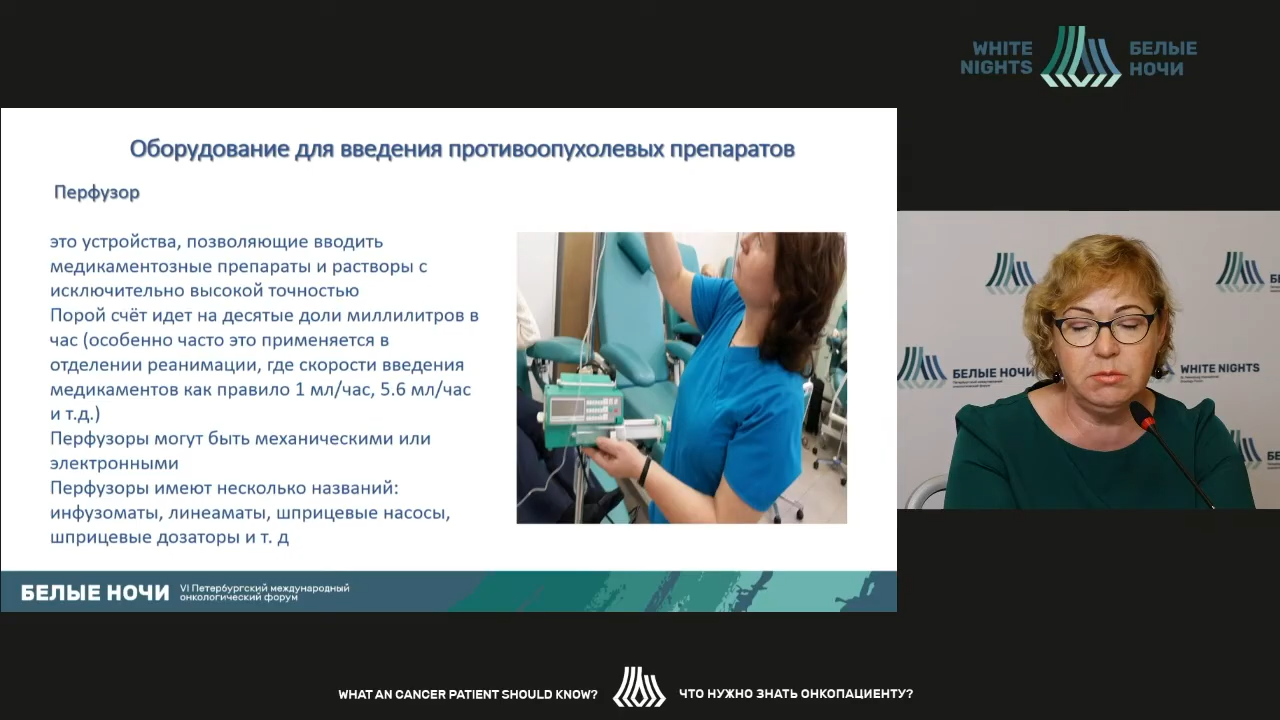 WHITE
NIGHTS
БЕЛЫЕ
НОЧИ
Оборудование для введения противоопухолевых препаратов
Перфузор
это устройства, позволяющие вводить
медикаментозные препараты и растворы с
исключительно высокой точностью
Порой счёт идет на десятые доли миллилитров в
час (особенно часто это применяется в
отделении реанимации, где скорости введения
медикаментов как правило 1 мл/час, 5.6 мл/час
и т.д.)
Перфузоры могут быть механическими или
электронными
Перфузоры имеют несколько названий:
инфузоматы, линеаматы, шприцевые насосы,
шприцевые дозаторы и т. д
БЕЛЫЕ НОЧИ
VI Петербургский международный
онкологический форум
БЕЛЫЕ НОЧИ
WHITE NIGHTS
WHAT AN CANCER PATIENT SHOULD KNOW?
ЧТО НУЖНО ЗНАТЬ ОНКОПАЦИЕНТУ?